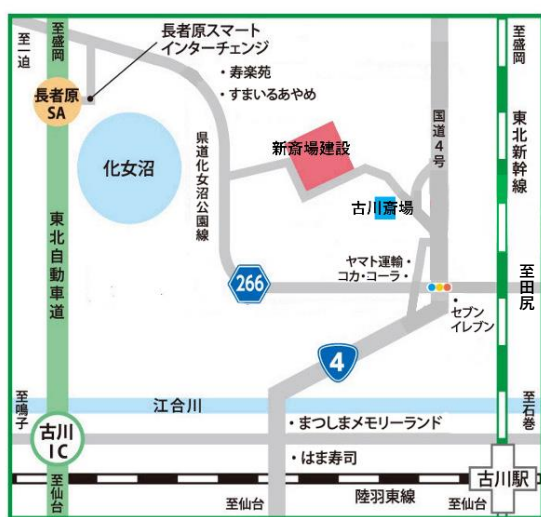 至盛岡
至一迫
長者原スマート
インターチェンジ
・寿楽苑
・すまいるあやめ
長者原
SA
化女沼
県道化女沼公園線
新斎場建設
古川斎場
国道4号
至盛岡
東北新幹線
東北自動車道
ヤマト運輸・
コカ・コーラ・
266
・
セブン
イレブン
至田尻
4
至鳴子
江合川
至石巻
・まつしまメモリーランド
古川
IC
・はま寿司
古川駅
至仙台
至仙台
陸羽東線
至仙台